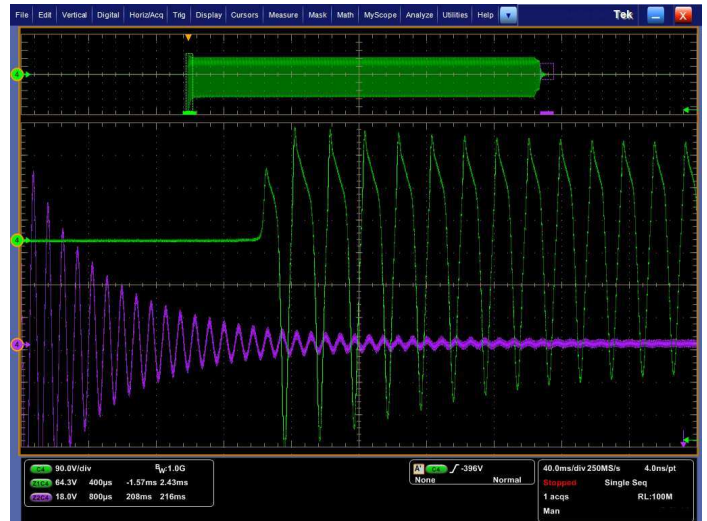 File Edit Vertical Digital Horiz/Acq Trig Display Cursors Measure Mask Math MyScope Analyze Utilities Help Tek X
4
4
4
C4 90.0V/div BW:1.0G
Z1C4 64.3V 400µs -1.57ms 2.43ms
Z2C4 18.0V 800µs 208ms 216ms
A' C4 -396V
None Normal
40.0ms/div 250MS/s 4.0ns/pt
Stopped Single Seq
1 acqs RL:100M
Man